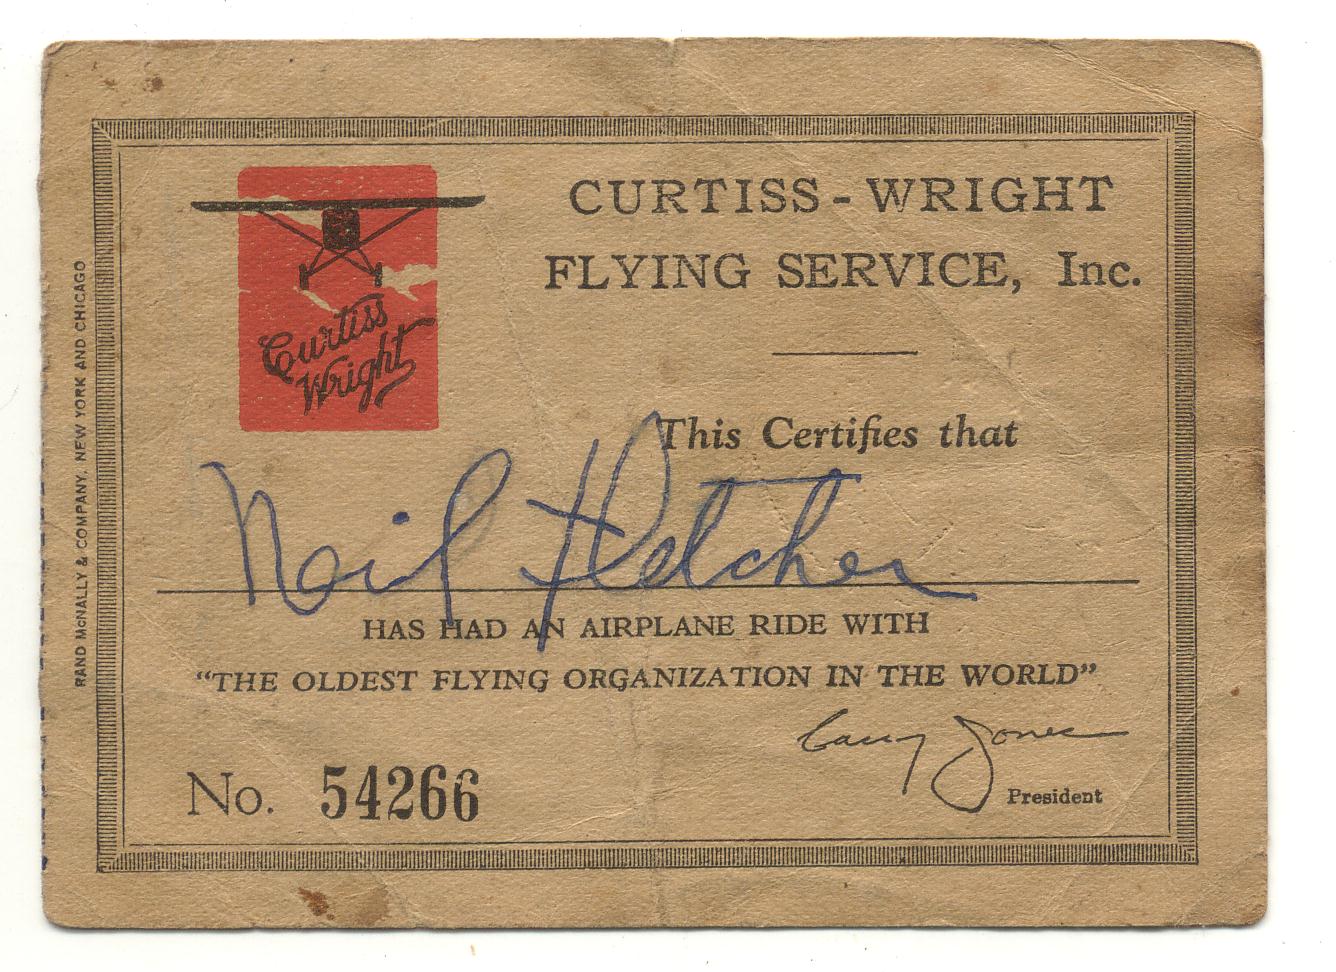 CURTISS-WRIGHT
FLYING SERVICE, Inc.
Curtiss
Wright
This Certifies that
Neil Fletcher
HAS HAD AN AIRPLANE RIDE WITH
"THE OLDEST FLYING ORGANIZATION IN THE WORLD"
Casey Jones
President
No. 54266
RAND McNALLY & COMPANY, NEW YORK AND CHICAGO